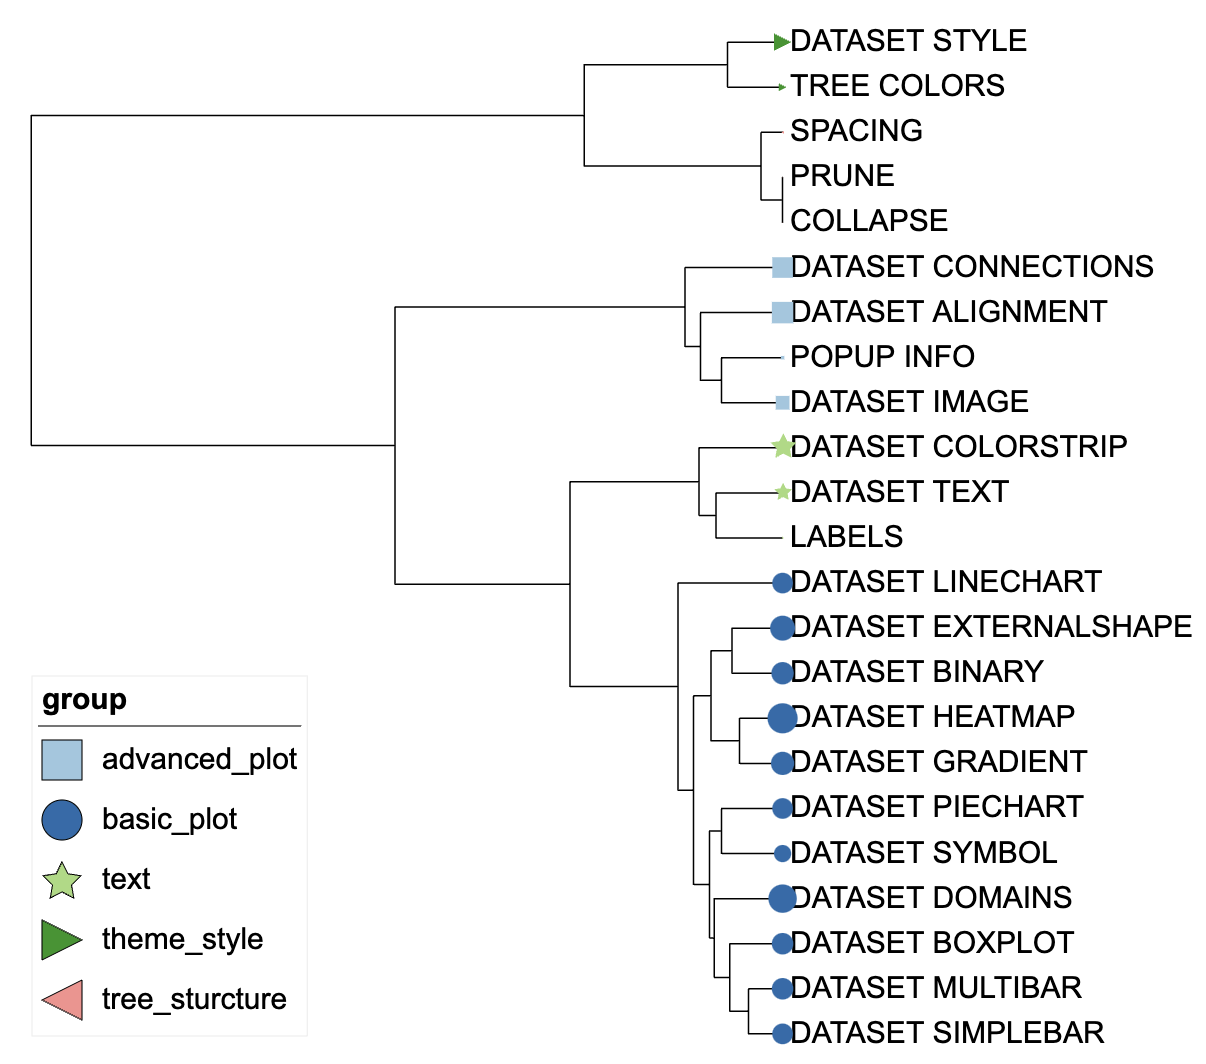 DATASET STYLE
TREE COLORS
SPACING
PRUNE
COLLAPSE
DATASET CONNECTIONS
DATASET ALIGNMENT
POPUP INFO
DATASET IMAGE
DATASET COLORSTRIP
DATASET TEXT
LABELS
DATASET LINECHART
DATASET EXTERNALSHAPE
DATASET BINARY
DATASET HEATMAP
DATASET GRADIENT
DATASET PIECHART
DATASET SYMBOL
DATASET DOMAINS
DATASET BOXPLOT
DATASET MULTIBAR
DATASET SIMPLEBAR
group
advanced_plot
basic_plot
text
theme_style
tree_sturcture